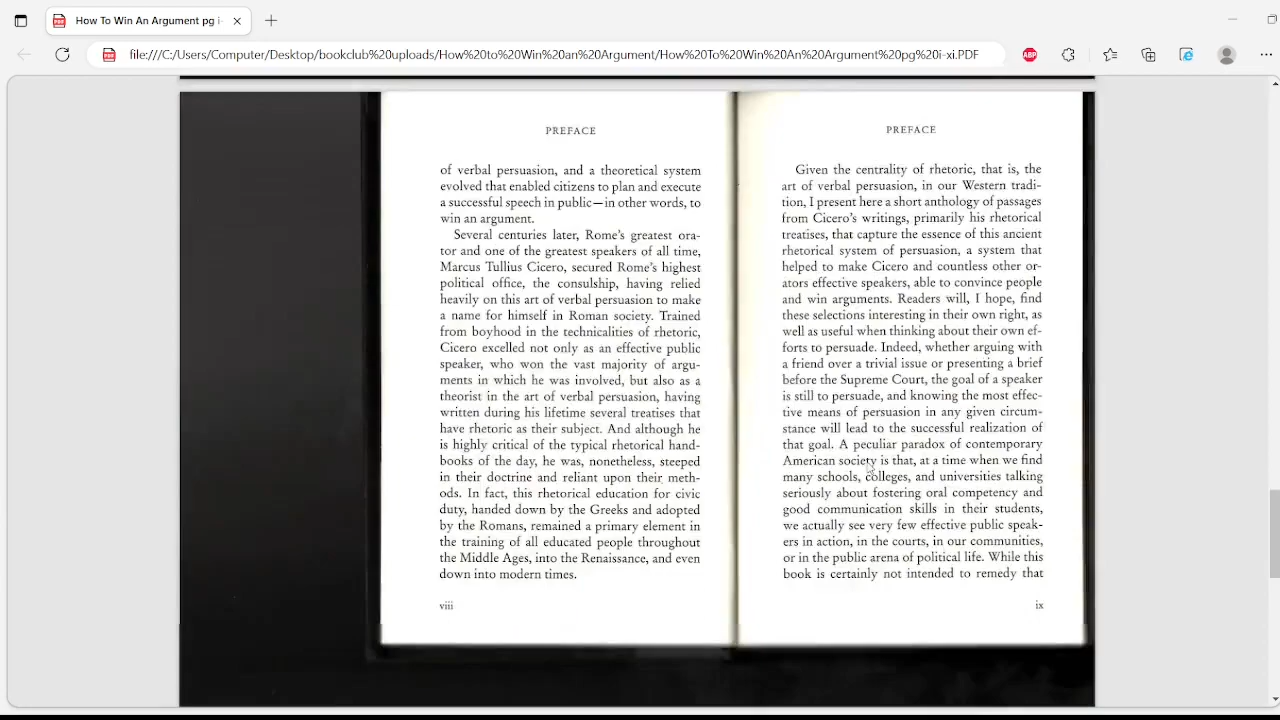 How To Win An Argument pg i
file:///C:/Users/Computer/Desktop/bookclub%20uploads/How%20to%20Win%20an%20Argument/How%20To%20Win%20An%20Argument%20pg%20i-xi.PDF
ABP
PREFACE
of verbal persuasion, and a theoretical system
evolved that enabled citizens to plan and execute
a successful speech in public—in other words, to
win an argument.
Several centuries later, Rome's greatest ora-
tor and one of the greatest speakers of all time,
Marcus Tullius Cicero, secured Rome's highest
political office, the consulship, having relied
heavily on this art of verbal persuasion to make
a name for himself in Roman society. Trained
from boyhood in the technicalities of rhetoric,
Cicero excelled not only as an effective public
speaker, who won the vast majority of argu-
ments in which he was involved, but also as a
theorist in the art of verbal persuasion, having
written during his lifetime several treatises that
have rhetoric as their subject. And although he
is highly critical of the typical rhetorical hand-
books of the day, he was, nonetheless, steeped
in their doctrine and reliant upon their meth-
ods. In fact, this rhetorical education for civic
duty, handed down by the Greeks and adopted
by the Romans, remained a primary element in
the training of all educated people throughout
the Middle Ages, into the Renaissance, and even
down into modern times.
viii
PREFACE
Given the centrality of rhetoric, that is, the
art of verbal persuasion, in our Western tradi-
tion, I present here a short anthology of passages
from Cicero's writings, primarily his rhetorical
treatises, that capture the essence of this ancient
rhetorical system of persuasion, a system that
helped to make Cicero and countless other or-
ators effective speakers, able to convince people
and win arguments. Readers will, I hope, find
these selections interesting in their own right, as
well as useful when thinking about their own ef-
forts to persuade. Indeed, whether arguing with
a friend over a trivial issue or presenting a brief
before the Supreme Court, the goal of a speaker
is still to persuade, and knowing the most effec-
tive means of persuasion in any given circum-
stance will lead to the successful realization of
that goal. A peculiar paradox of contemporary
American society is that, at a time when we find
many schools, colleges, and universities talking
seriously about fostering oral competency and
good communication skills in their students,
we actually see very few effective public speak-
ers in action, in the courts, in our communities,
or in the public arena of political life. While this
book is certainly not intended to remedy that
ix